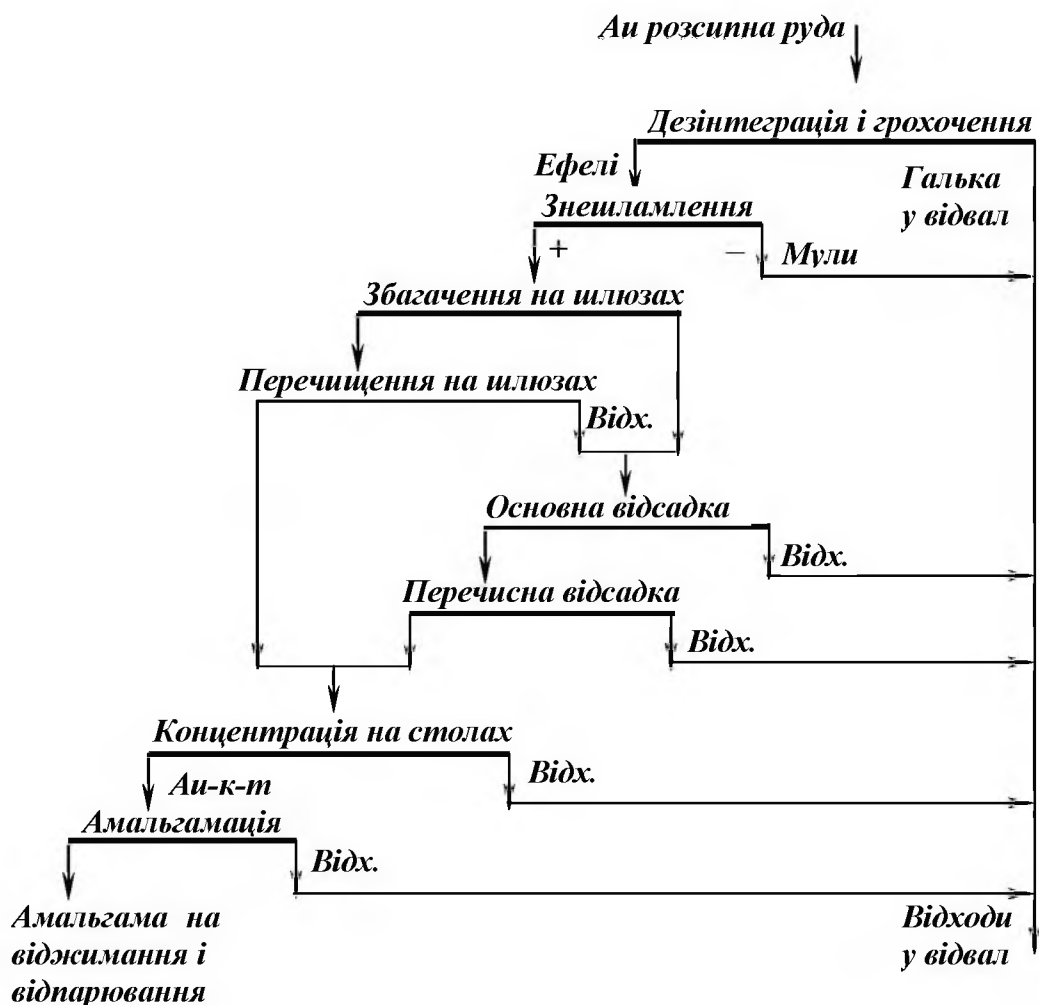 Au розсипна руда
Дезінтеграція і грохочення
Ефелі
Галька
у відвал
Знешламлення
+
–
Мули
Збагачення на шлюзах
Перечищення на шлюзах
Відх.
Основна відсадка
Відх.
Перечисна відсадка
Відх.
Концентрація на столах
Відх.
Au-к-т
Амальгамація
Відх.
Амальгама на
віджимання і
відпарювання
Відходи
у відвал